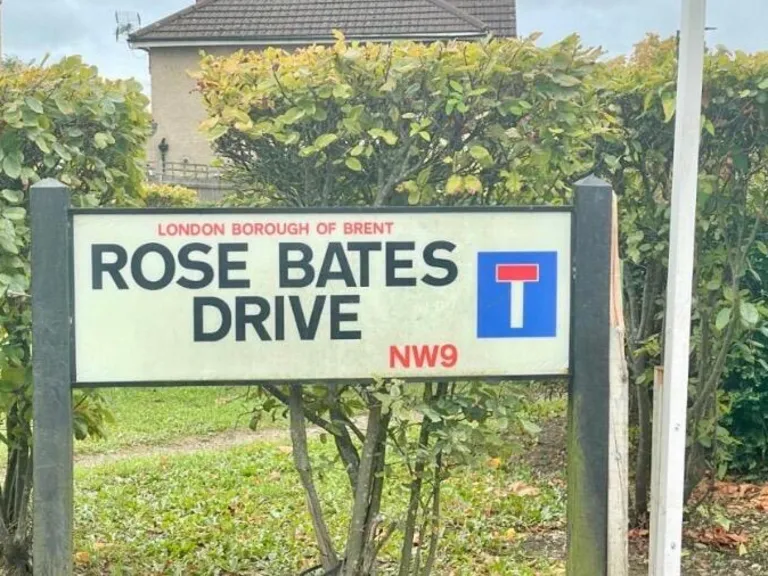 LONDON BOROUGH OF BRENT
ROSE BATES
DRIVE
NW9